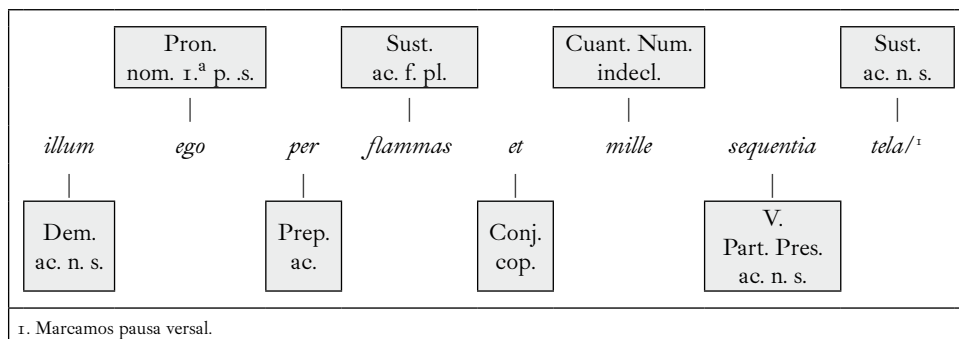 Pron. Sust. Cuant. Num. Sust.
nom. 1.ª p. .s. ac. f. pl. indecl. ac. n. s.
illum ego per flammas et mille sequentia tela/¹
Dem. Prep. Conj. V.
ac. n. s. ac. cop. Part. Pres.
ac. n. s.
1. Marcamos pausa versal.